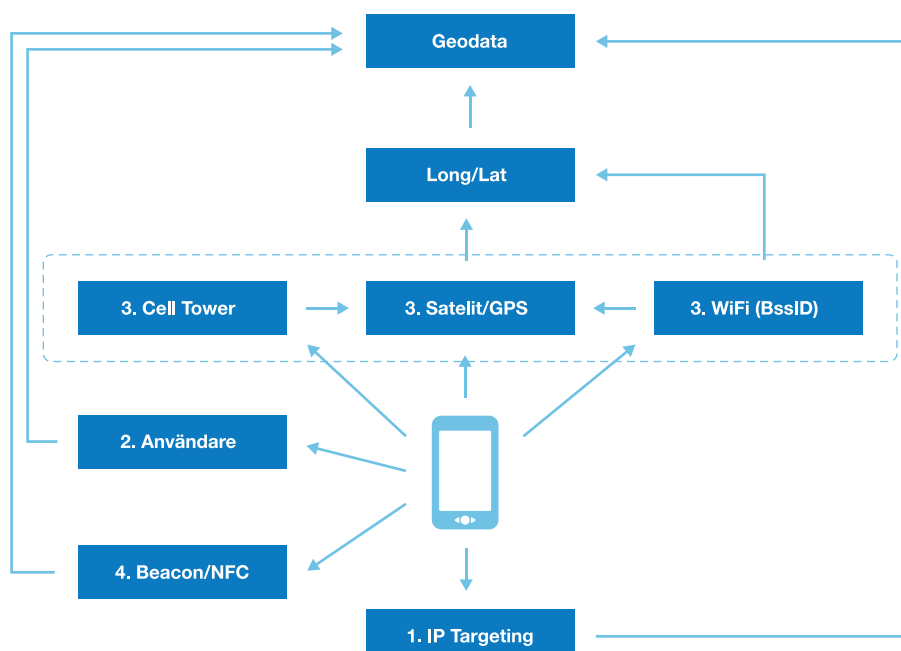 Geodata
Long/Lat
3. Cell Tower
3. Satelit/GPS
3. WiFi (BssID)
2. Användare
4. Beacon/NFC
1. IP Targeting